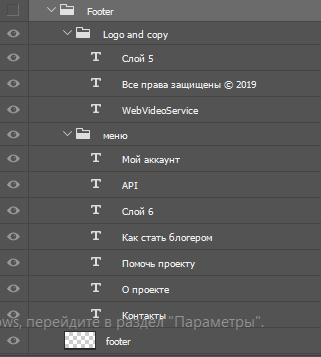 Footer
Logo and copy
Слой 5
Все права защищены © 2019
WebVideoService
меню
Мой аккаунт
API
Слой 6
Как стать блогером
Помочь проекту
О проекте
Контакты
ows, перейдите в раздел "Параметры".
footer